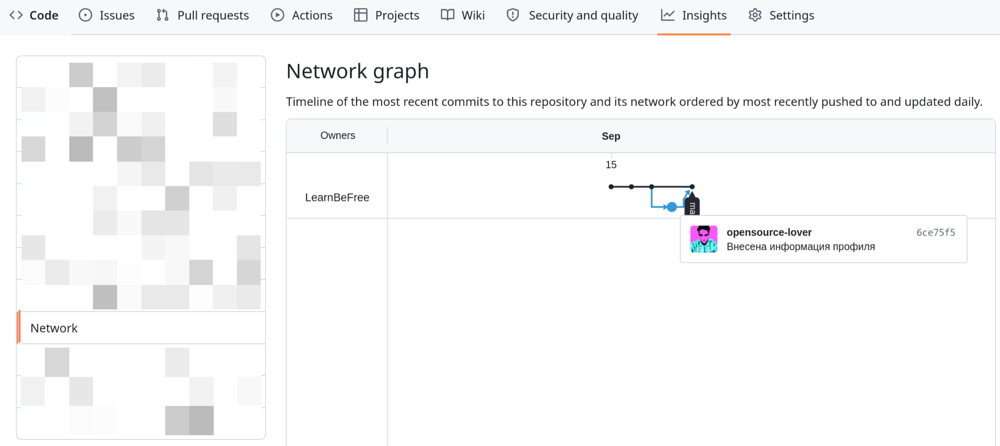 Code Issues Pull requests Actions Projects Wiki Security and quality Insights Settings
Network graph
Timeline of the most recent commits to this repository and its network ordered by most recently pushed to and updated daily.
Owners Sep
15
LearnBeFree
ma
opensource-lover 6ce75f5
Внесена информация профиля
Network